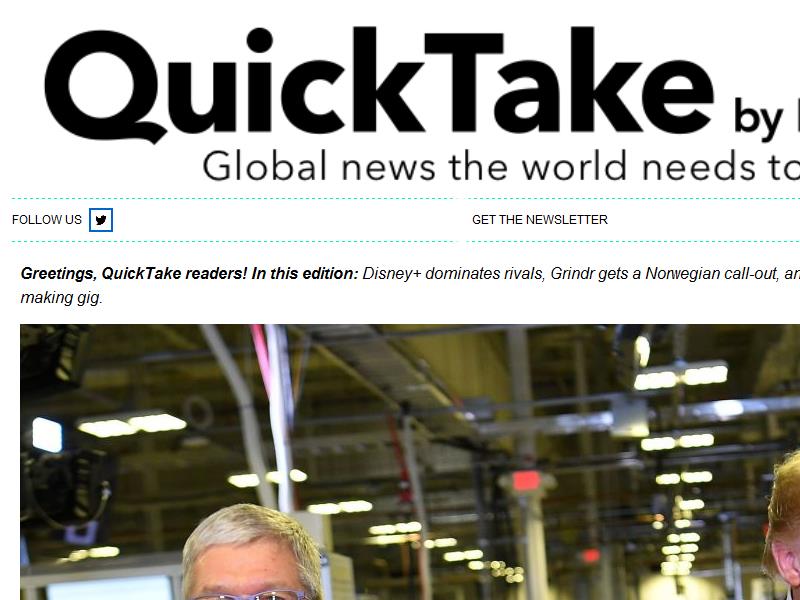 QuickTake by
Global news the world needs to
FOLLOW US
GET THE NEWSLETTER
Greetings, QuickTake readers! In this edition: Disney+ dominates rivals, Grindr gets a Norwegian call-out,
making gig.